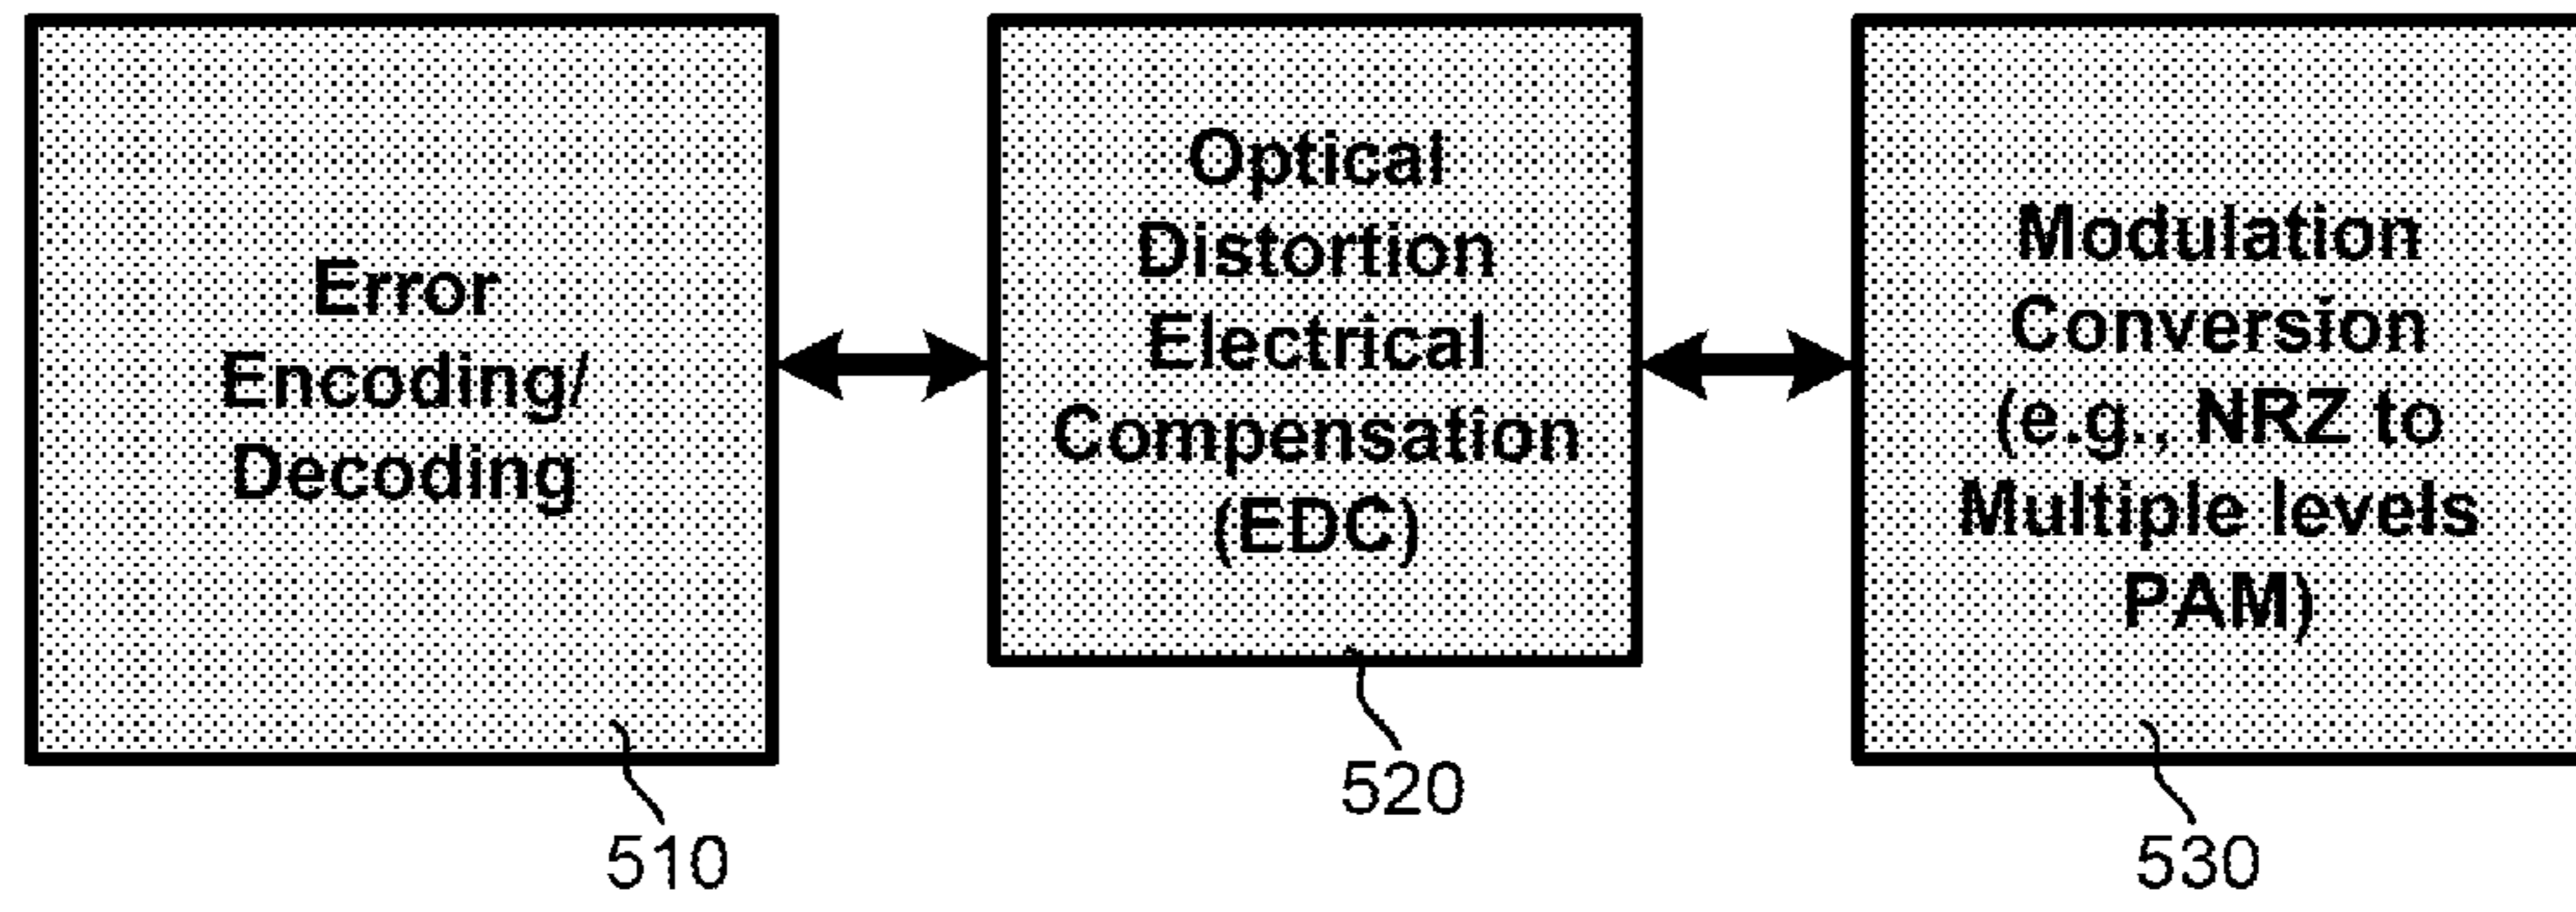 Error
Encoding/
Decoding
510
Optical
Distortion
Electrical
Compensation
(EDC)
520
Modulation
Conversion
(e.g., NRZ to
Multiple levels
PAM)
530